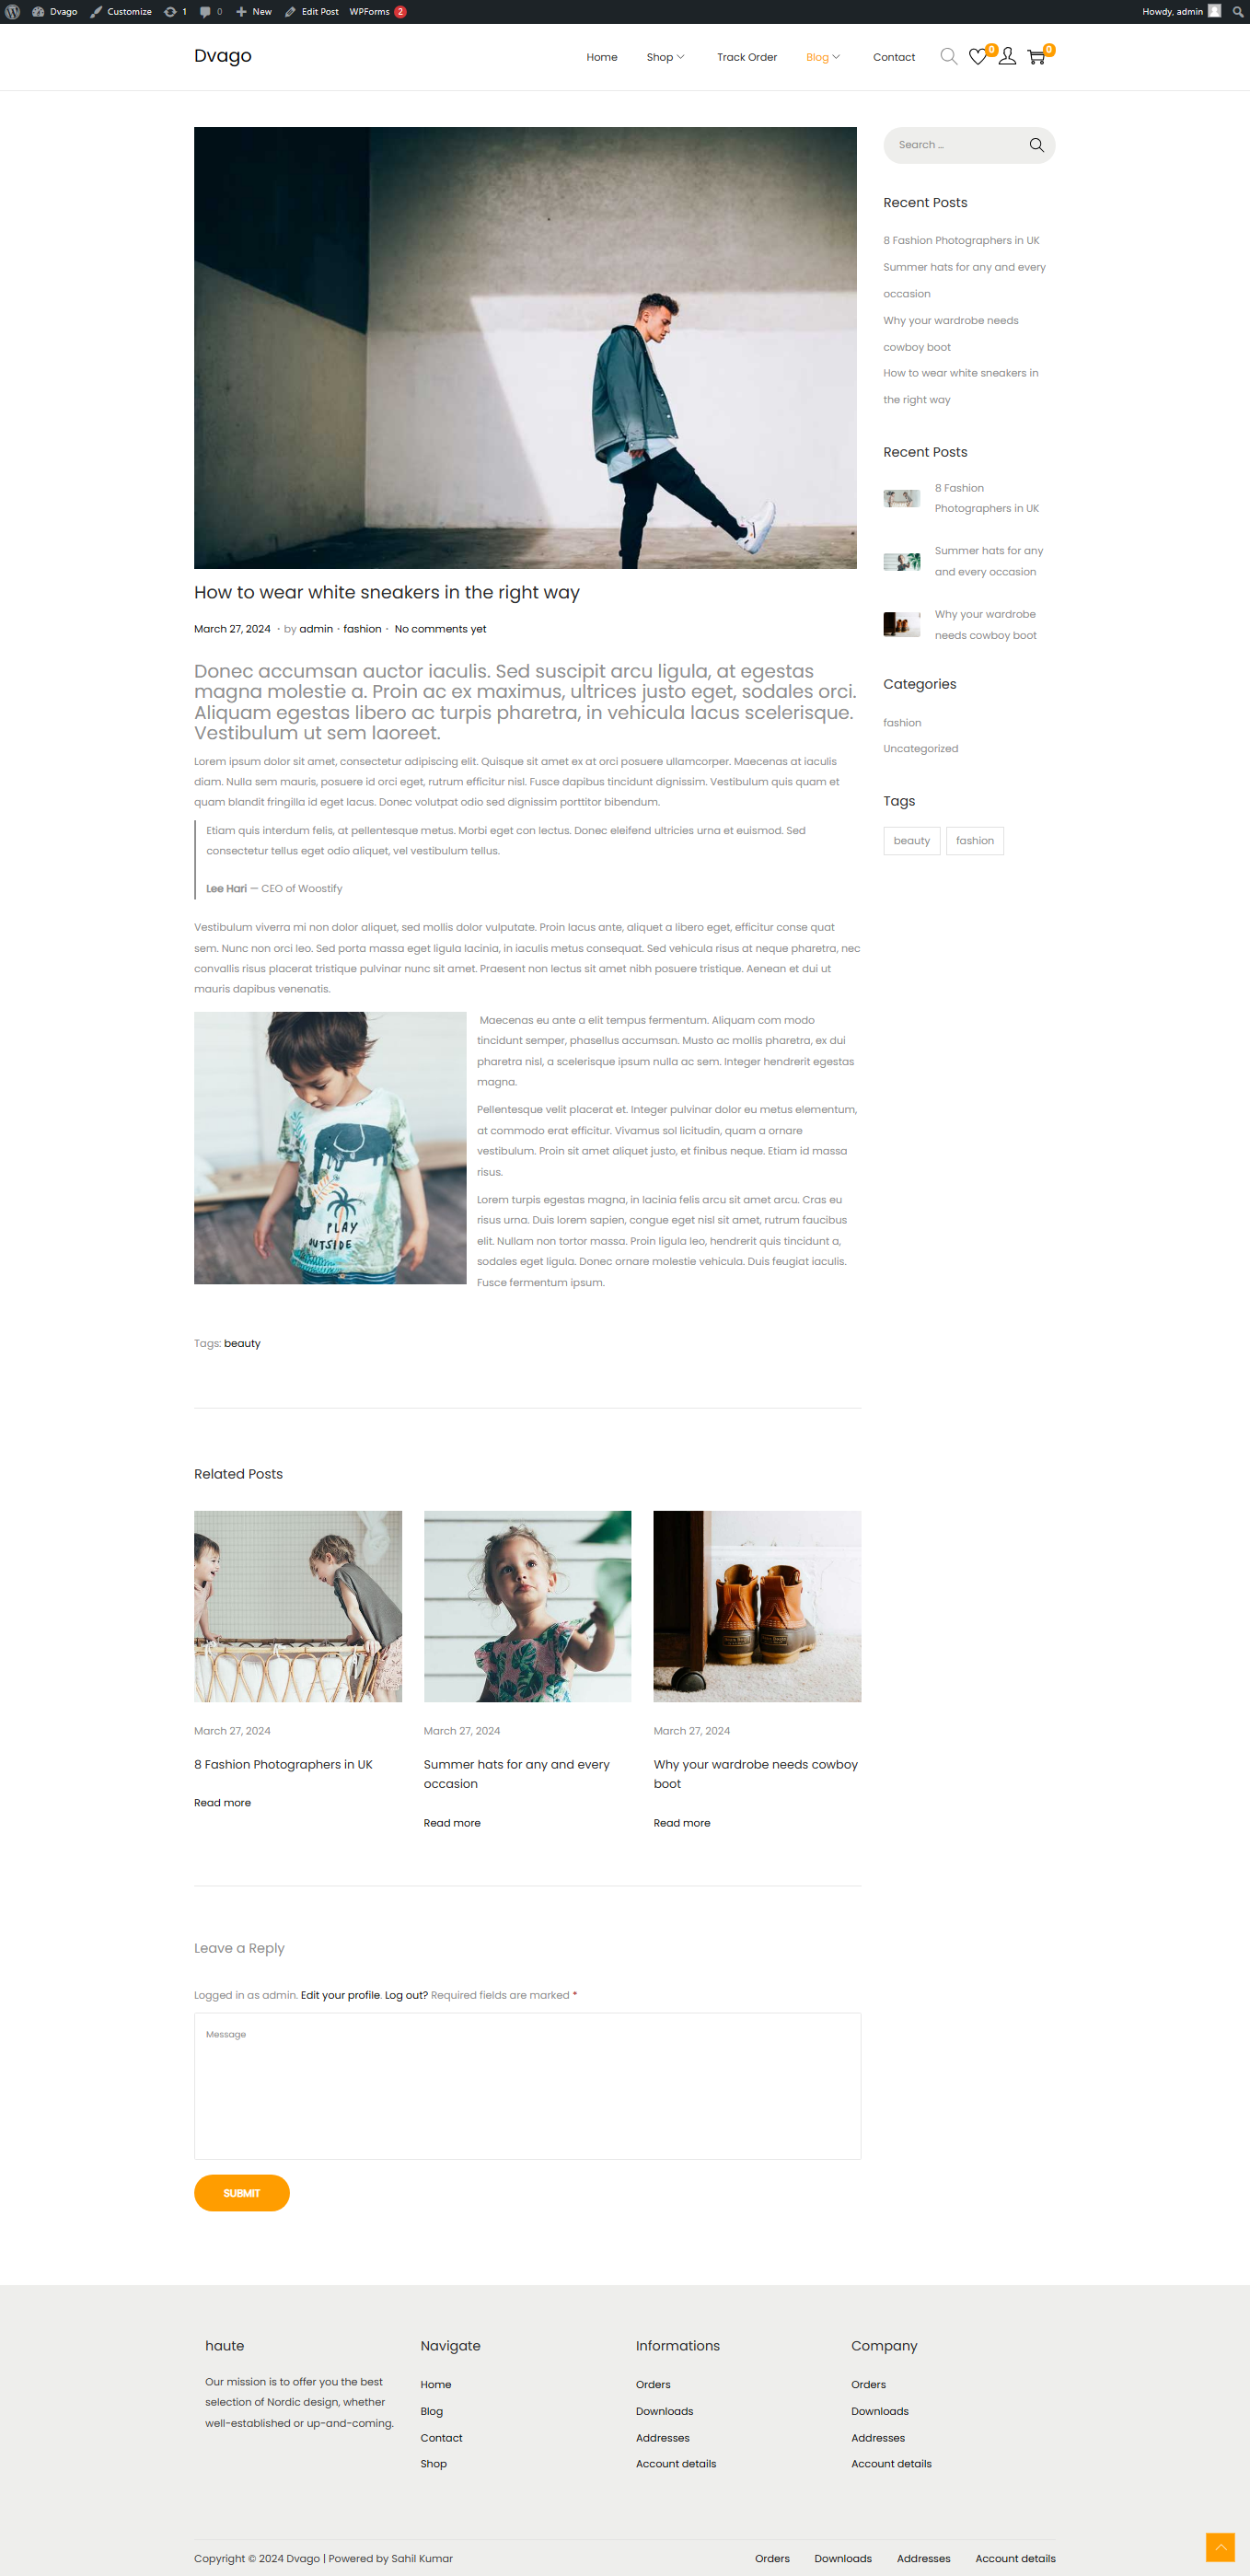 Dvago Customize 1 0 New Edit Post WPForms 2 Howdy, admin
Dvago
Home Shop Track Order Blog Contact 0 0
Search ...
Recent Posts
8 Fashion Photographers in UK
Summer hats for any and every
occasion
Why your wardrobe needs
cowboy boot
How to wear white sneakers in
the right way
Recent Posts
8 Fashion
Photographers in UK
Summer hats for any
and every occasion
Why your wardrobe
needs cowboy boot
Categories
fashion
Uncategorized
Tags
beauty fashion
How to wear white sneakers in the right way
March 27, 2024 · by admin · fashion · No comments yet
Donec accumsan auctor iaculis. Sed suscipit arcu ligula, at egestas
magna molestie a. Proin ac ex maximus, ultrices justo eget, sodales orci.
Aliquam egestas libero ac turpis pharetra, in vehicula lacus scelerisque.
Vestibulum ut sem laoreet.
Lorem ipsum dolor sit amet, consectetur adipiscing elit. Quisque sit amet ex at orci posuere ullamcorper. Maecenas at iaculis
diam. Nulla sem mauris, posuere id orci eget, rutrum efficitur nisl. Fusce dapibus tincidunt dignissim. Vestibulum quis quam et
quam blandit fringilla id eget lacus. Donec volutpat odio sed dignissim porttitor bibendum.
Etiam quis interdum felis, at pellentesque metus. Morbi eget con lectus. Donec eleifend ultricies urna et euismod. Sed
consectetur tellus eget odio aliquet, vel vestibulum tellus.
Lee Hari — CEO of Woostify
Vestibulum viverra mi non dolor aliquet, sed mollis dolor vulputate. Proin lacus ante, aliquet a libero eget, efficitur conse quat
sem. Nunc non orci leo. Sed porta massa eget ligula lacinia, in iaculis metus consequat. Sed vehicula risus at neque pharetra, nec
convallis risus placerat tristique pulvinar nunc sit amet. Praesent non lectus sit amet nibh posuere tristique. Aenean et dui ut
mauris dapibus venenatis.
PLAY
OUTSIDE
Maecenas eu ante a elit tempus fermentum. Aliquam com modo
tincidunt semper, phasellus accumsan. Musto ac mollis pharetra, ex dui
pharetra nisl, a scelerisque ipsum nulla ac sem. Integer hendrerit egestas
magna.
Pellentesque velit placerat et. Integer pulvinar dolor eu metus elementum,
at commodo erat efficitur. Vivamus sol licitudin, quam a ornare
vestibulum. Proin sit amet aliquet justo, et finibus neque. Etiam id massa
risus.
Lorem turpis egestas magna, in lacinia felis arcu sit amet arcu. Cras eu
risus urna. Duis lorem sapien, congue eget nisl sit amet, rutrum faucibus
elit. Nullam non tortor massa. Proin ligula leo, hendrerit quis tincidunt a,
sodales eget ligula. Donec ornare molestie vehicula. Duis feugiat iaculis.
Fusce fermentum ipsum.
Tags: beauty
Related Posts
March 27, 2024
8 Fashion Photographers in UK
Read more
March 27, 2024
Summer hats for any and every
occasion
Read more
March 27, 2024
Why your wardrobe needs cowboy
boot
Read more
Leave a Reply
Logged in as admin. Edit your profile. Log out? Required fields are marked *
Message
SUBMIT
haute
Our mission is to offer you the best
selection of Nordic design, whether
well-established or up-and-coming.
Navigate
Home
Blog
Contact
Shop
Informations
Orders
Downloads
Addresses
Account details
Company
Orders
Downloads
Addresses
Account details
Copyright © 2024 Dvago | Powered by Sahil Kumar
Orders Downloads Addresses Account details